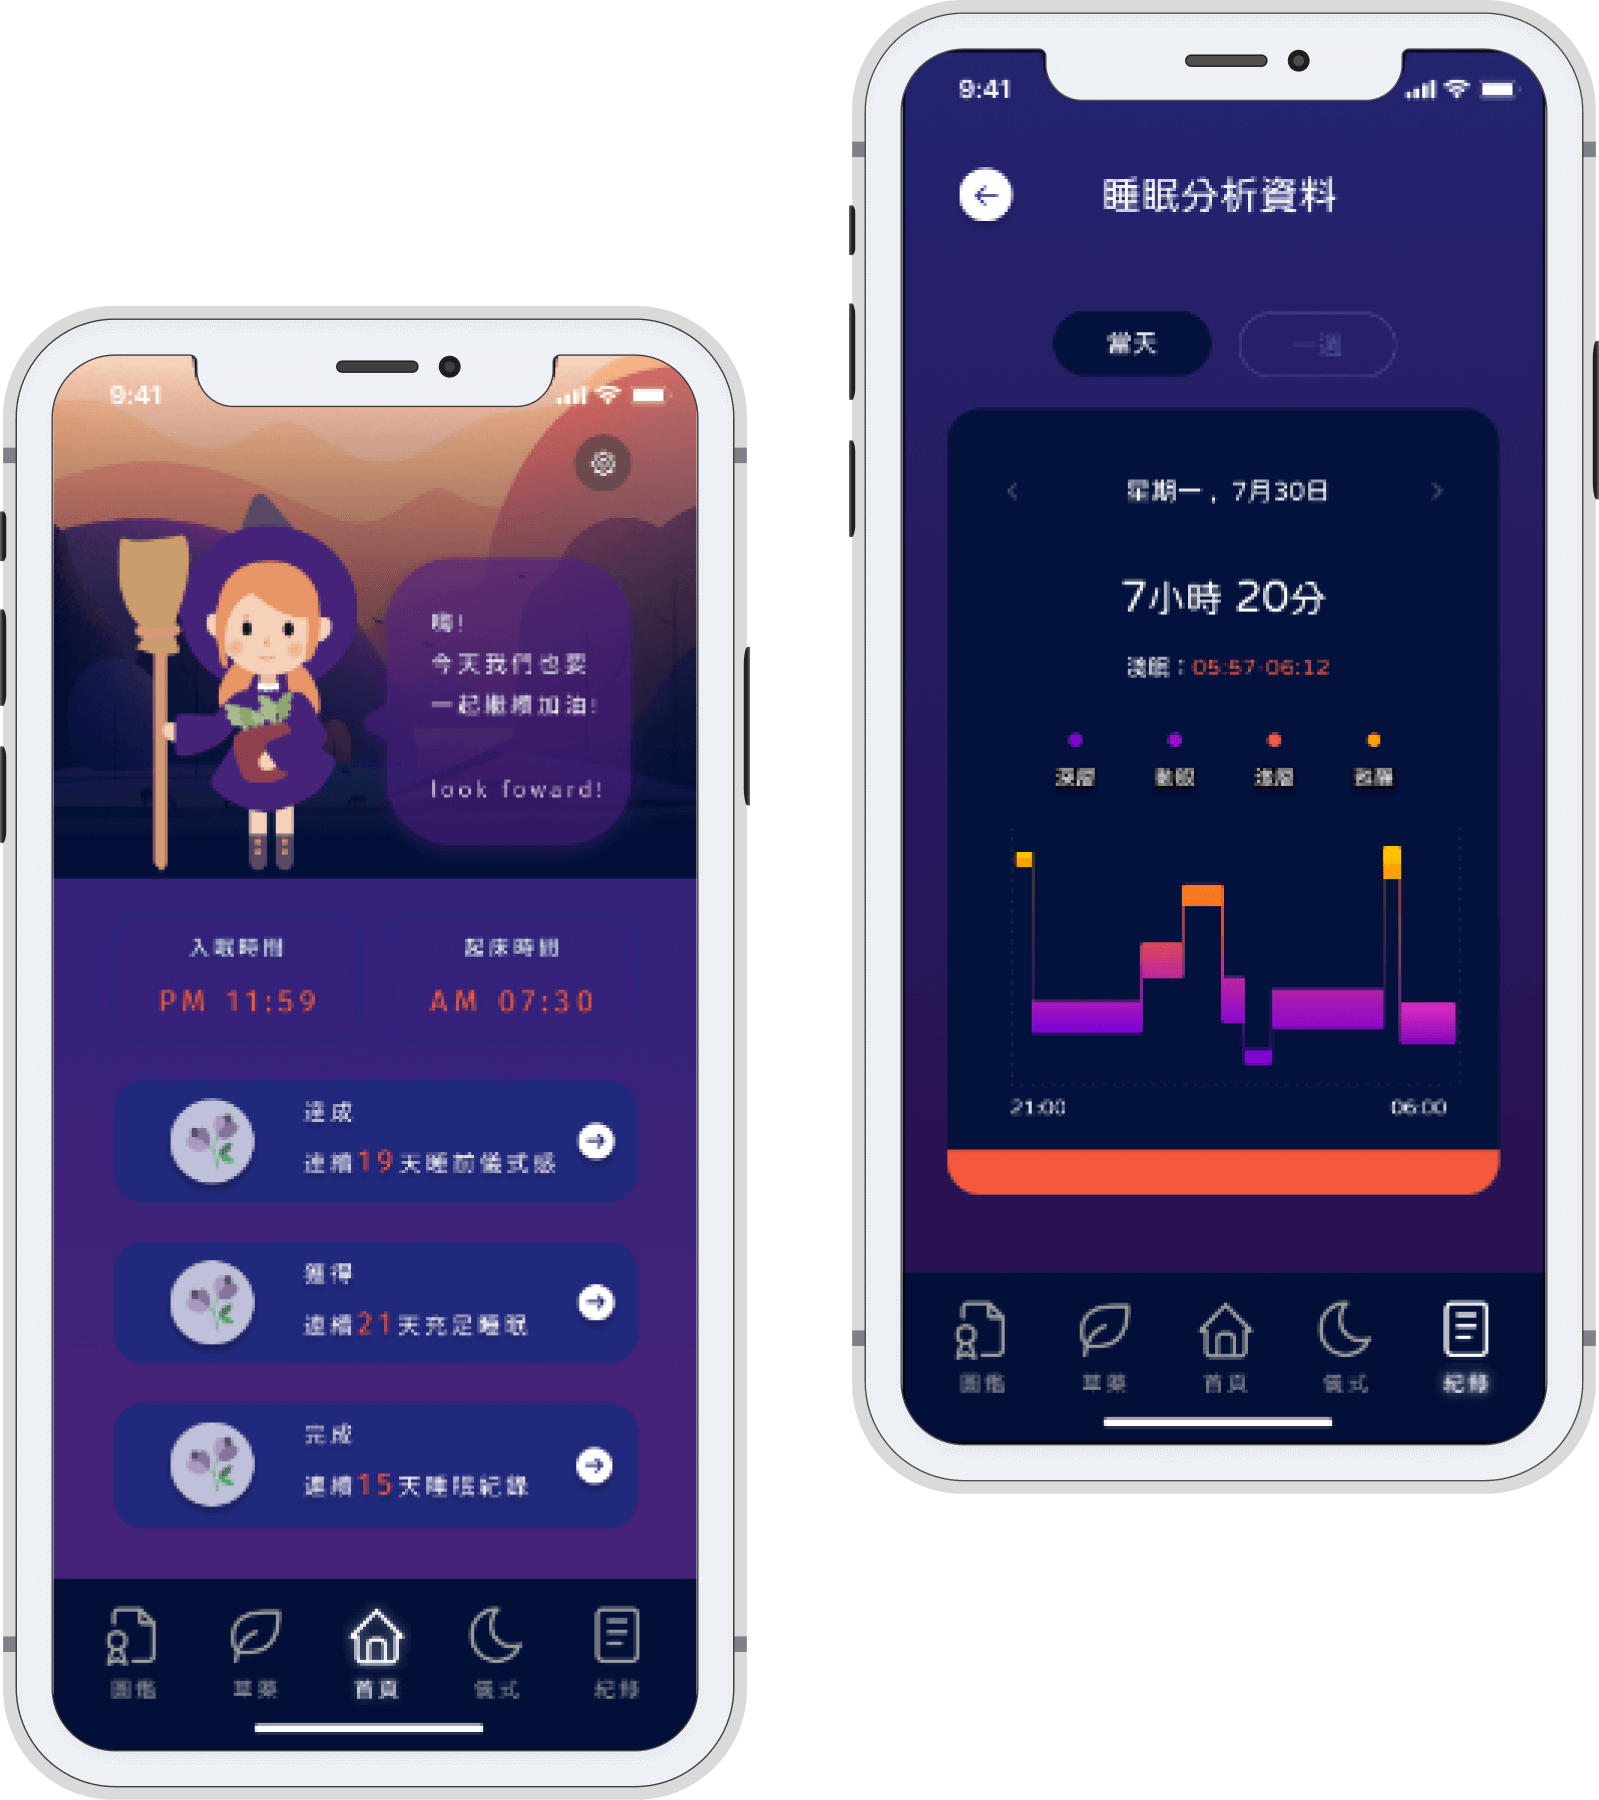 9:41
嗨!
今天我們也要
一起繼續加油!
look foward!
入眠時間
起床時間
PM 11:59
AM 07:30
達成
連續19天睡前儀式感
獲得
連續21天充足睡眠
完成
連續15天睡眠紀錄
圖鑑
草藥
首頁
儀式
紀錄
9:41
睡眠分析資料
當天
一週
星期一， 7月30日
7小時 20分
淺眠：05:57-06:12
深層
動眼
淺層
甦醒
21:00
06:00
圖鑑
草藥
首頁
儀式
紀錄